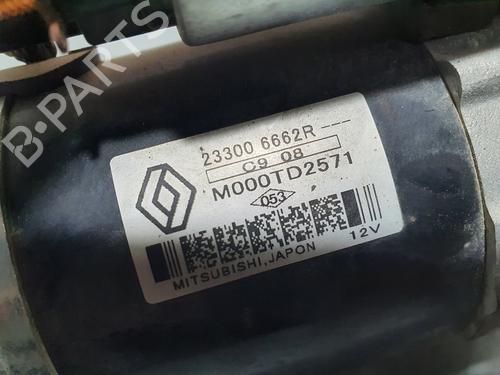 B-PARTS
23300 6662R ---
C9 08
M000TD2571
053
MITSUBISHI,JAPON 12V